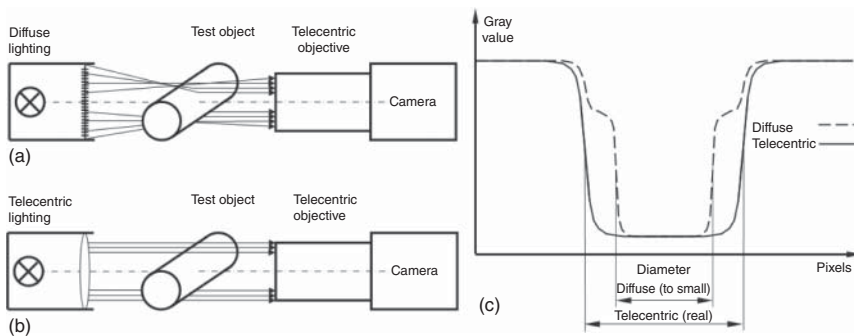 Diffuse
lighting
Test object
Telecentric
objective
Camera
(a)
Telecentric
lighting
Test object
Telecentric
objective
Camera
(b)
Gray
value
Diffuse
Telecentric
Diameter
Pixels
Diffuse (to small)
(c)
Telecentric (real)